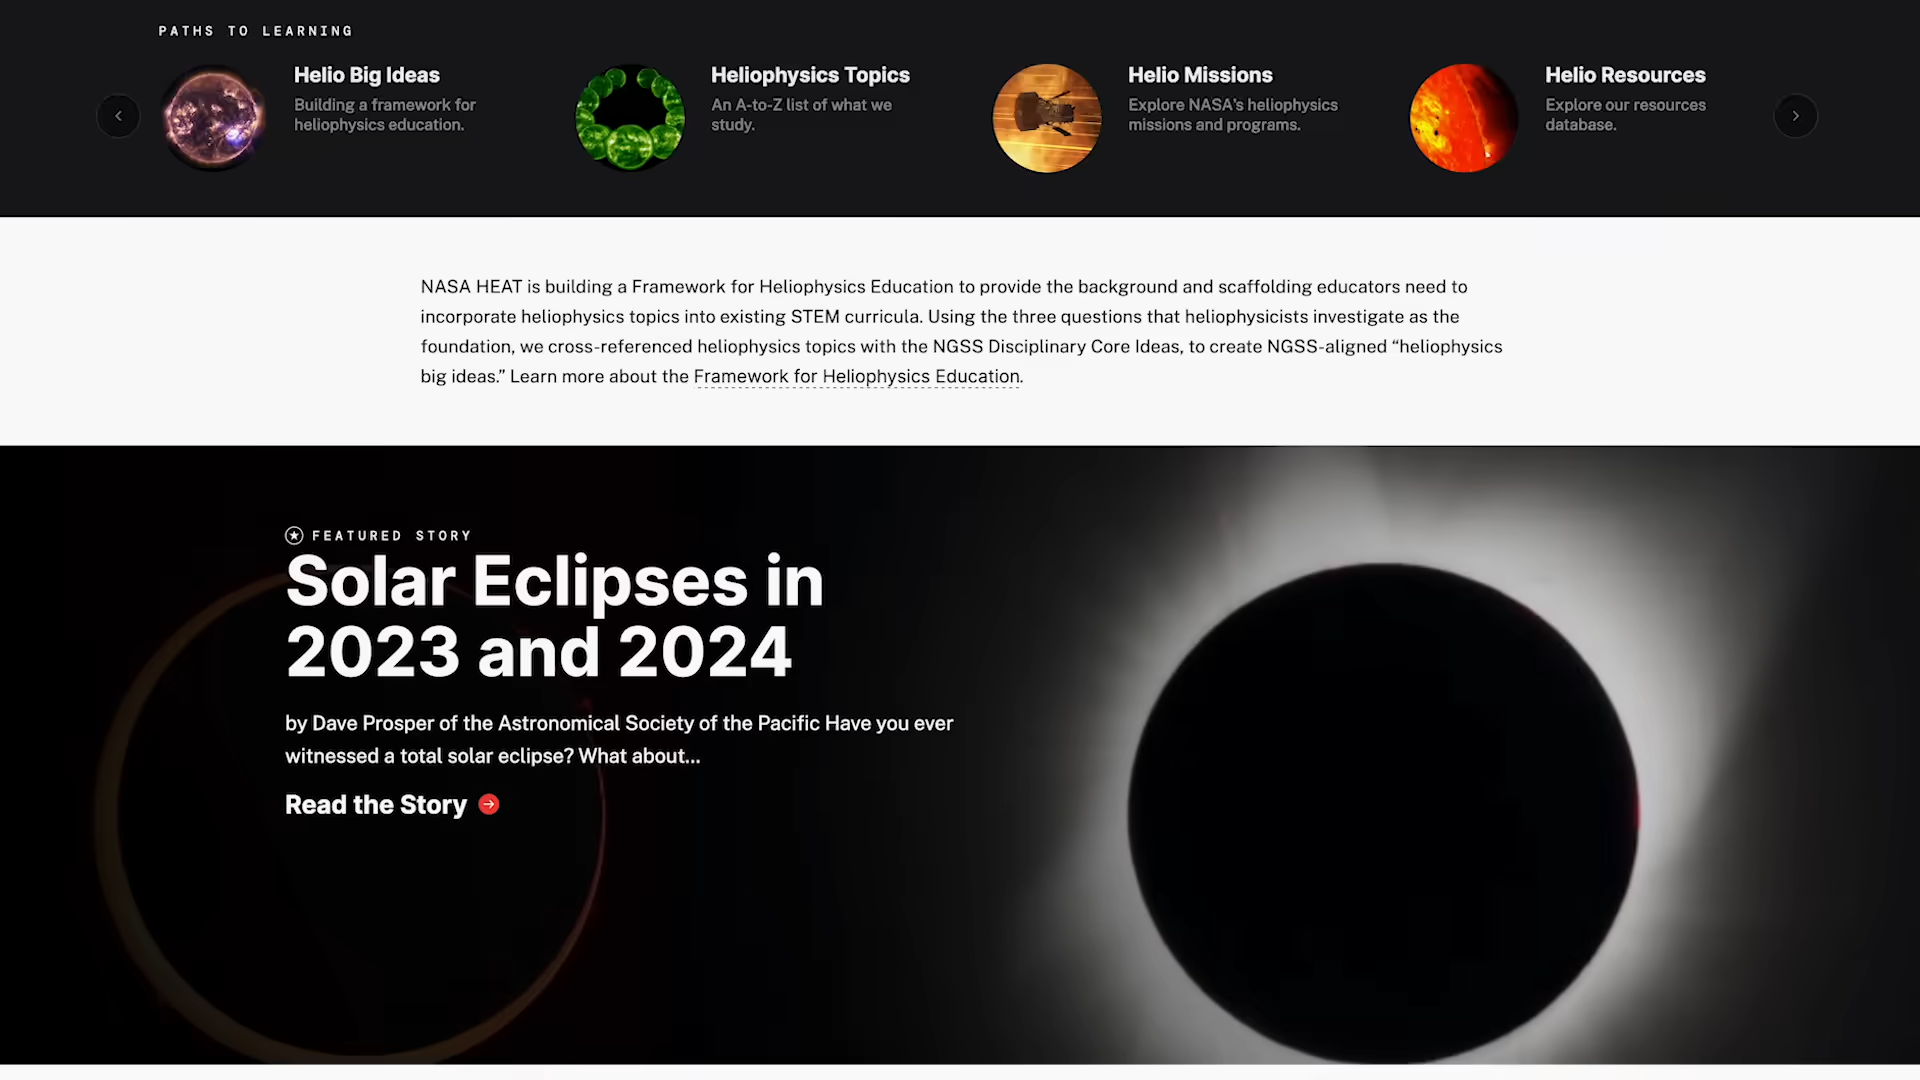 PATHS TO LEARNING
Helio Big Ideas
Building a framework for
heliophysics education.
Heliophysics Topics
An A-to-Z list of what we
study.
Helio Missions
Explore NASA's heliophysics
missions and programs.
Helio Resources
Explore our resources
database.
NASA HEAT is building a Framework for Heliophysics Education to provide the background and scaffolding educators need to
incorporate heliophysics topics into existing STEM curricula. Using the three questions that heliophysicists investigate as the
foundation, we cross-referenced heliophysics topics with the NGSS Disciplinary Core Ideas, to create NGSS-aligned “heliophysics
big ideas.” Learn more about the Framework for Heliophysics Education.
FEATURED STORY
Solar Eclipses in
2023 and 2024
by Dave Prosper of the Astronomical Society of the Pacific Have you ever
witnessed a total solar eclipse? What about...
Read the Story